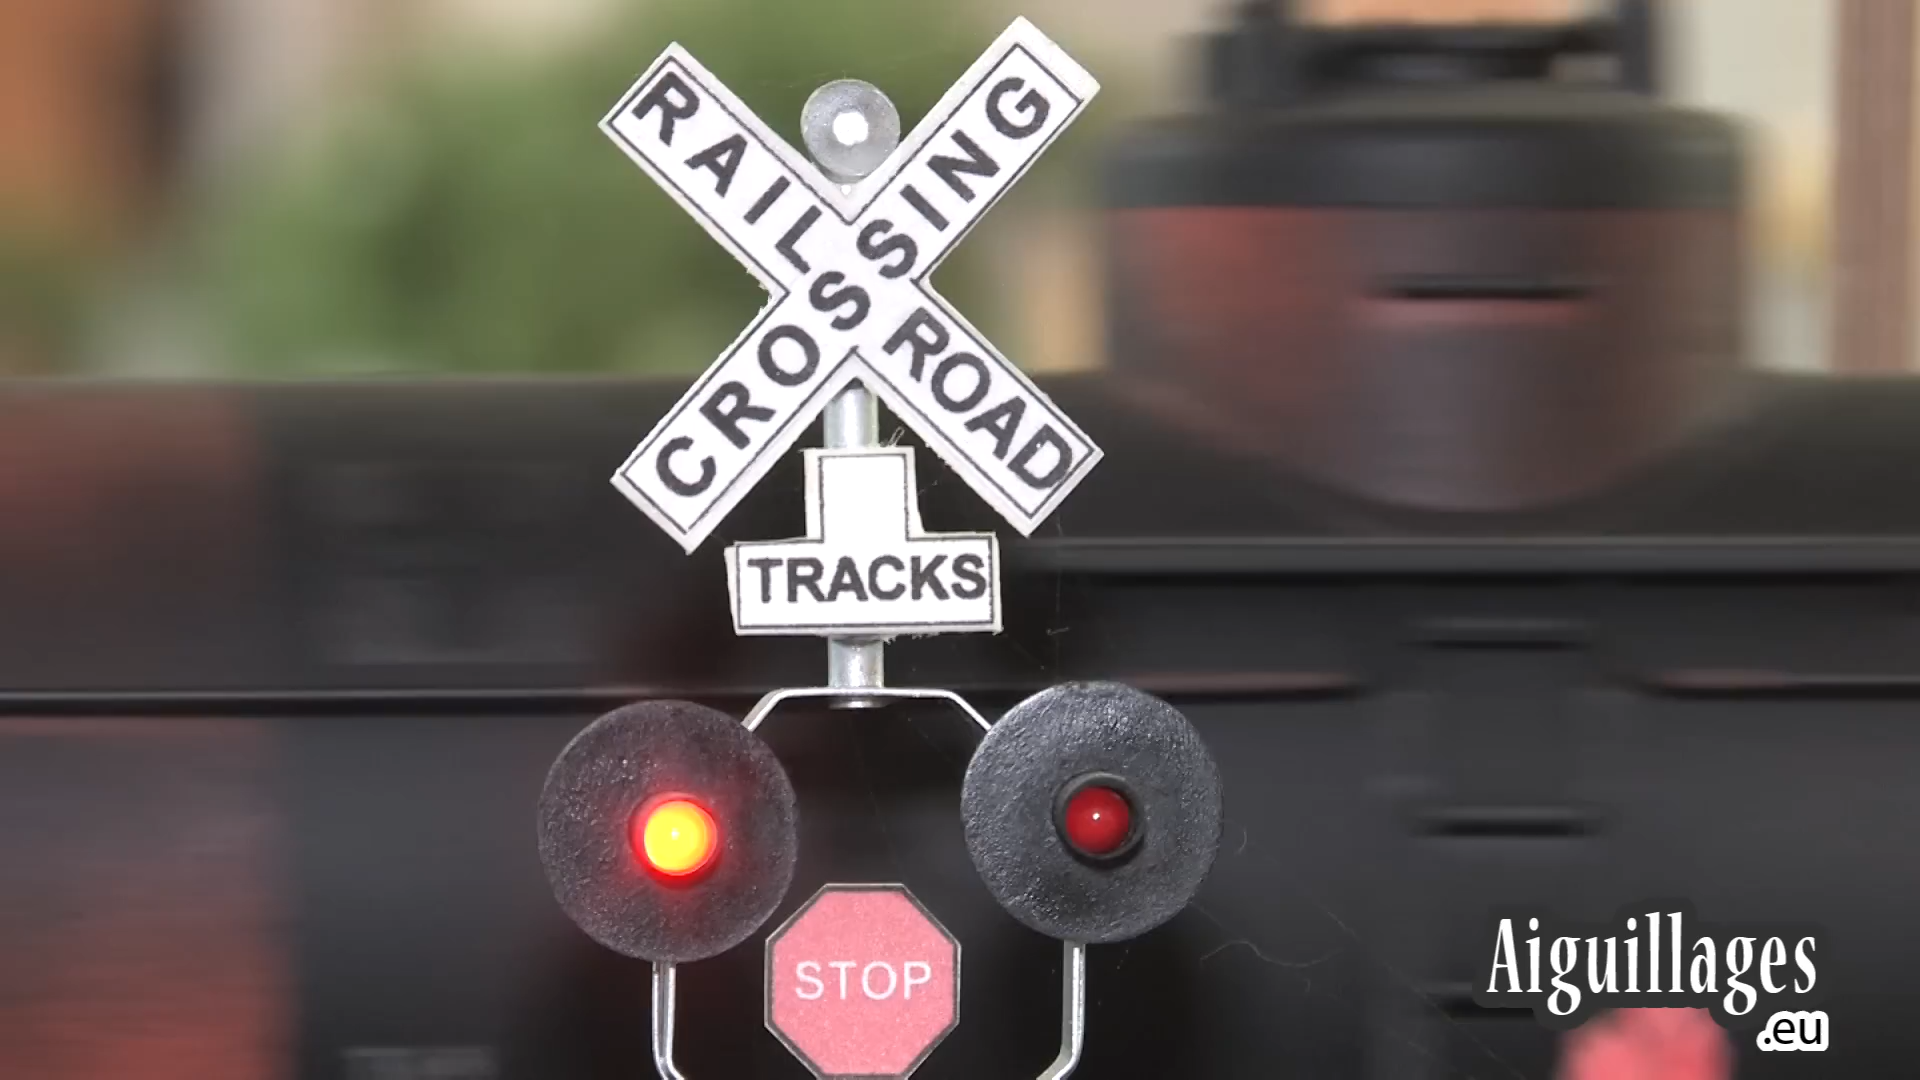 RAILROAD
CROSSING
TRACKS
STOP
Aiguillages
.eu